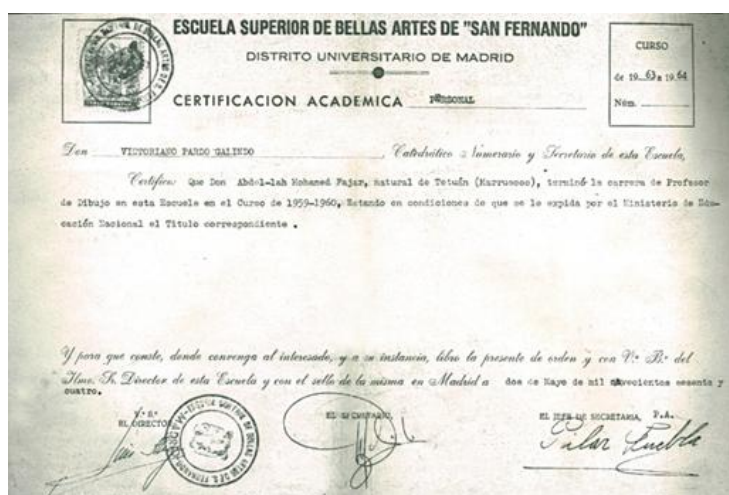 ESCUELA SUPERIOR DE BELLAS ARTES DE "SAN FERNANDO"
DISTRITO UNIVERSITARIO DE MADRID
CERTIFICACION ACADEMICA PERSONAL
CURSO
de 1963 a 1964
Núm.
Don VICTORIANO PARDO GALINDO, Catedrático Numerario y Secretario de esta Escuela,
Certifico: Que Don Abdel-lah Mohamed Fajar, natural de Tetuán (Marruecos), terminó la carrera de Profesor
de Dibujo en esta Escuela en el Curso de 1959-1960, Estando en condiciones de que se le expida por el Ministerio de Edu-
cación Nacional el Titulo correspondiente .
Y para que conste, donde convenga al interesado, y a su instancia, libro la presente de orden y con V.º B.º del
Ilmo. Sr. Director de esta Escuela y con el sello de la misma en Madrid a dos de Mayo de mil novecientos sesenta y
cuatro.
V.º B.º
EL DIRECTOR
EL SECRETARIO,
EL JEFE DE SECRETARIA, P.A.
Pilar Puebla